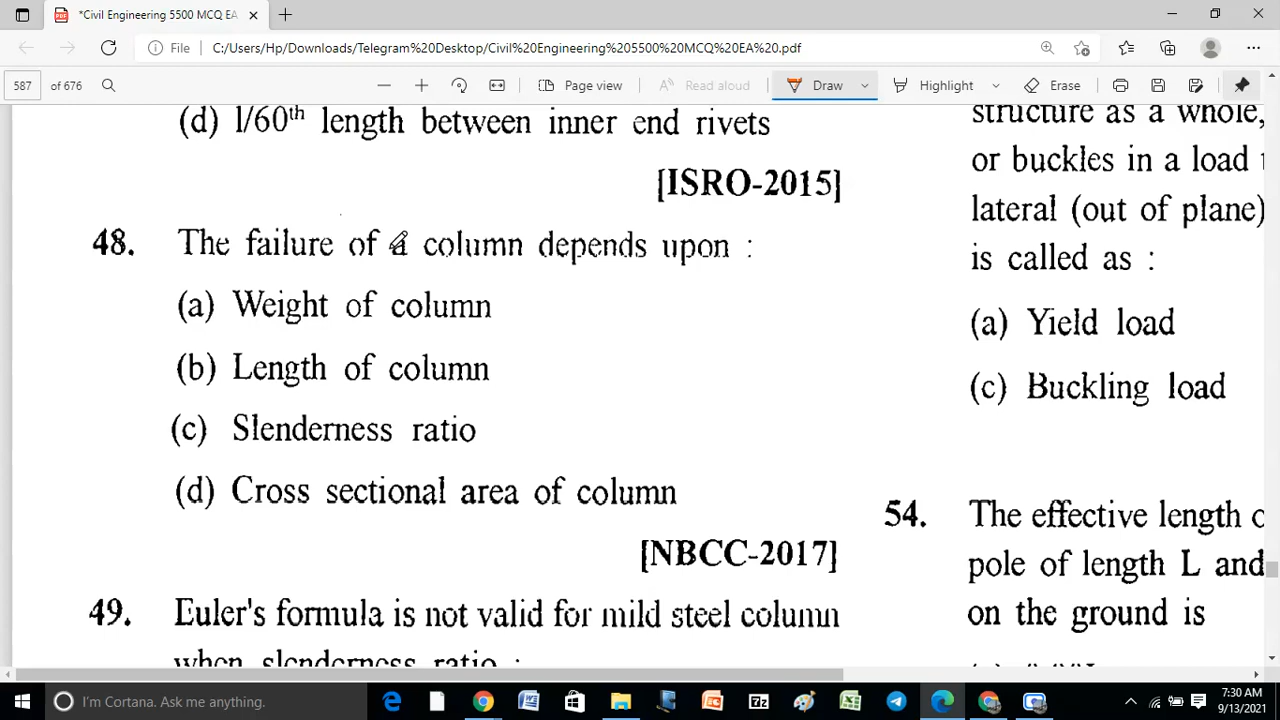 *Civil Engineering 5500 MCQ EA
File
C:/Users/Hp/Downloads/Telegram%20Desktop/Civil%20Engineering%205500%20MCQ%20EA%20.pdf
587 of 676
Page view
Read aloud
Draw
Highlight
Erase
(d) l/60th length between inner end rivets
[ISRO-2015]
48. The failure of a column depends upon :
(a) Weight of column
(b) Length of column
(c) Slenderness ratio
(d) Cross sectional area of column
[NBCC-2017]
49. Euler's formula is not valid for mild steel column
when slenderness ratio :
structure as a whole,
or buckles in a load
lateral (out of plane)
is called as :
(a) Yield load
(c) Buckling load
54. The effective length
pole of length L and
on the ground is
I'm Cortana. Ask me anything.
7:30 AM
9/13/2021